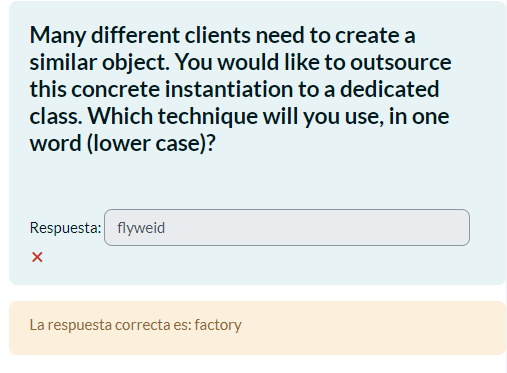 Many different clients need to create a
similar object. You would like to outsource
this concrete instantiation to a dedicated
class. Which technique will you use, in one
word (lower case)?
Respuesta: flyweid
La respuesta correcta es: factory